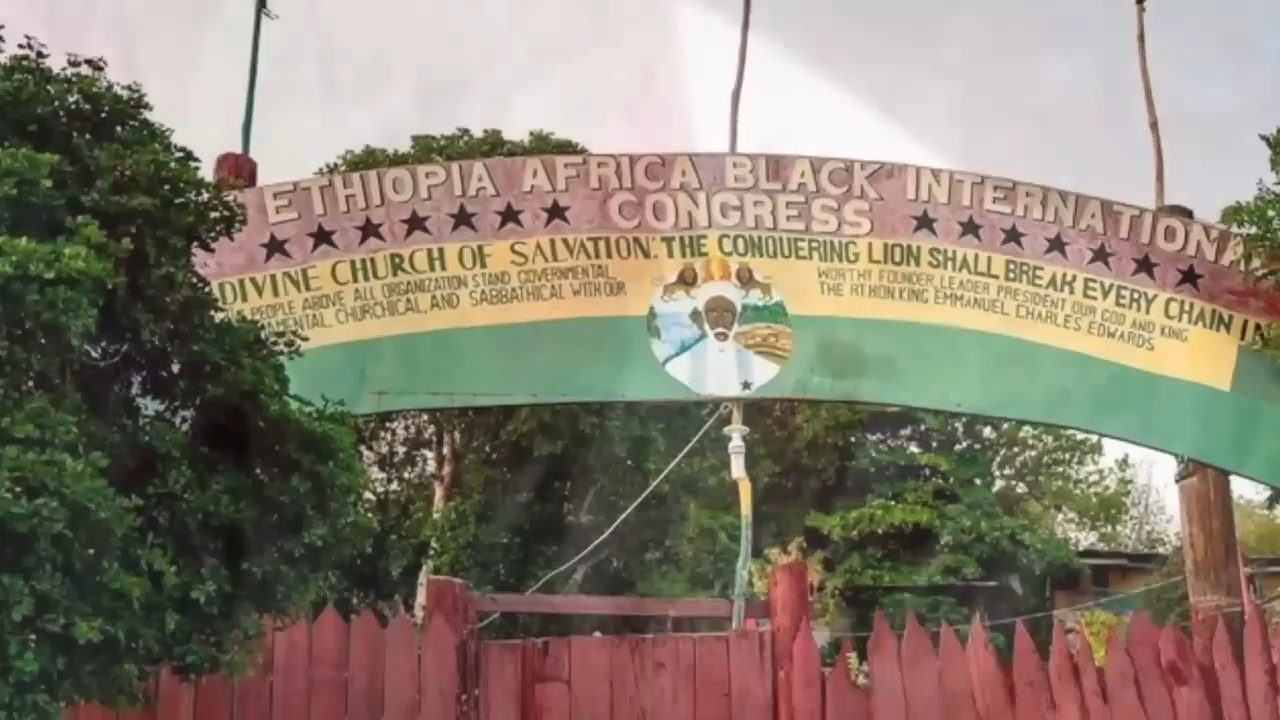 ETHIOPIA AFRICA BLACK INTERNATIONA
CONGRESS
DIVINE CHURCH OF SALVATION. THE CONQUERING LION SHALL BREAK EVERY CHAIN
PEOPLE ABOVE ALL ORGANIZATION STAND GOVERNMENTAL,
CHURCHICAL, AND SABBATHICAL WITH OUR
WORTHY FOUNDER, LEADER PRESIDENT OUR GOD AND KING
THE RT HON. KING EMMANUEL CHARLES EDWARDS